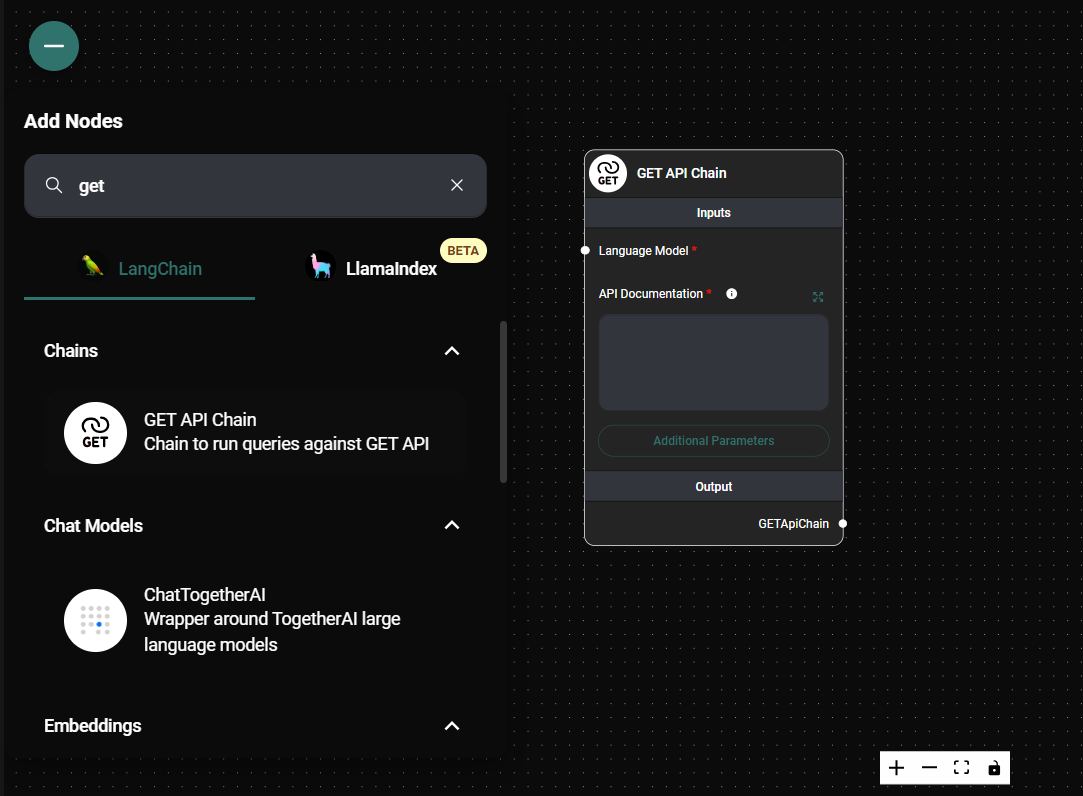 Add Nodes
get
LangChain
LlamaIndex
BETA
Chains
GET
GET API Chain
Chain to run queries against GET API
Chat Models
ChatTogetherAI
Wrapper around TogetherAI large
language models
Embeddings
GET
GET API Chain
Inputs
Language Model *
API Documentation *
Additional Parameters
Output
GETApiChain